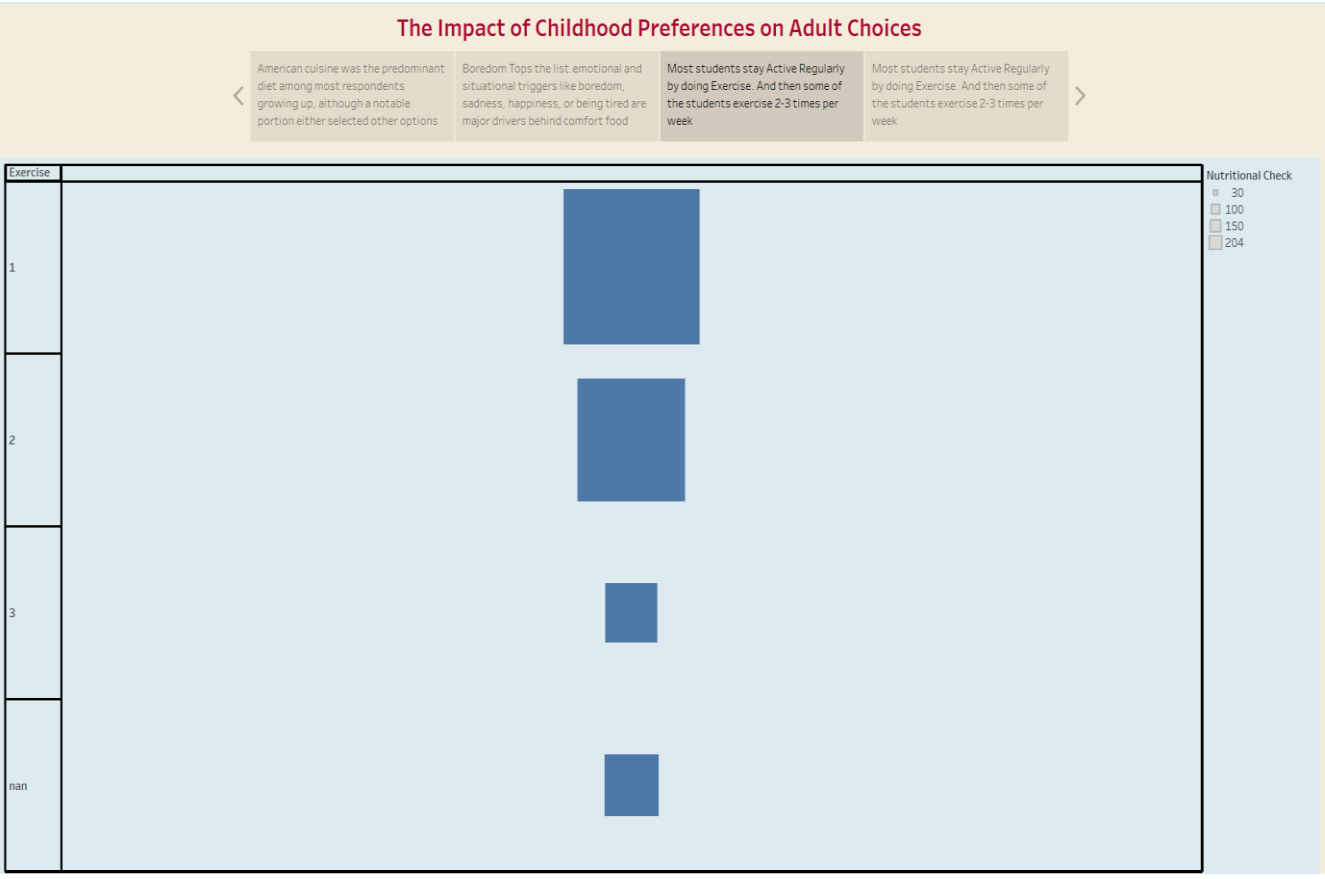 The Impact of Childhood Preferences on Adult Choices
American cuisine was the predominant
diet among most respondents
growing up, although a notable
portion either selected other options
Boredom Tops the list.emotional and
situational triggers like boredom,
sadness, happiness, or being tired are
major drivers behind comfort food
Most students stay Active Regularly
by doing Exercise. And then some of
the students exercise 2-3 times per
week
Most students stay Active Regularly
by doing Exercise. And then some of
the students exercise 2-3 times per
week
Exercise
1
2
3
nan
Nutritional Check
30
100
150
204